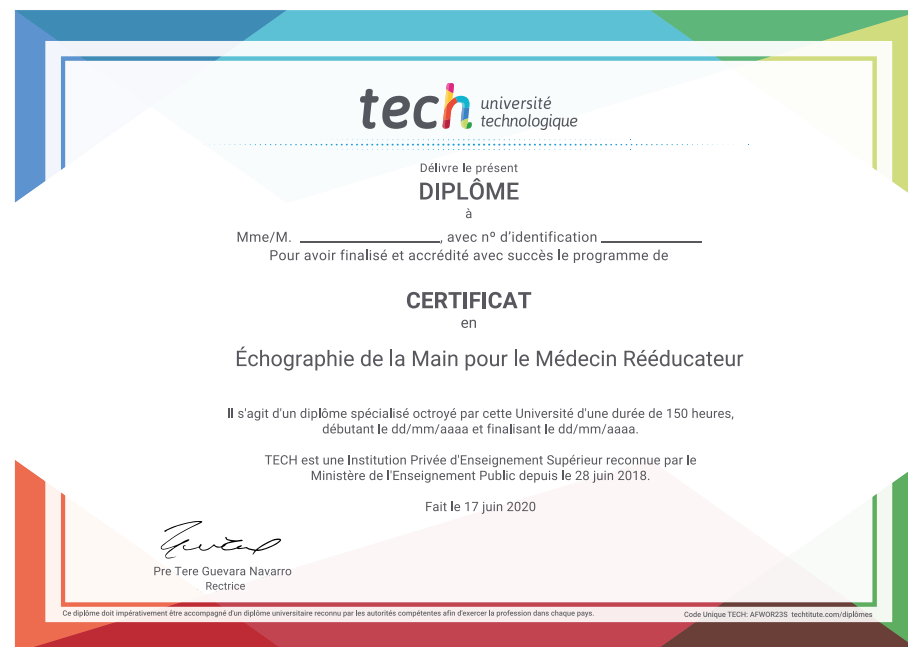 tech université
technologique
Délivre le présent
DIPLÔME
à
Mme/M. ____________________, avec nº d'identification ______________
Pour avoir finalisé et accrédité avec succès le programme de
CERTIFICAT
en
Échographie de la Main pour le Médecin Rééducateur
Il s'agit d'un diplôme spécialisé octroyé par cette Université d'une durée de 150 heures,
débutant le dd/mm/aaaa et finalisant le dd/mm/aaaa.
TECH est une Institution Privée d'Enseignement Supérieur reconnue par le
Ministère de l'Enseignement Public depuis le 28 juin 2018.
Fait le 17 juin 2020
Pre Tere Guevara Navarro
Rectrice
Ce diplôme doit impérativement être accompagné d'un diplôme universitaire reconnu par les autorités compétentes afin d'exercer la profession dans chaque pays.
Code Unique TECH: AFWOR23S techtitute.com/diplômes